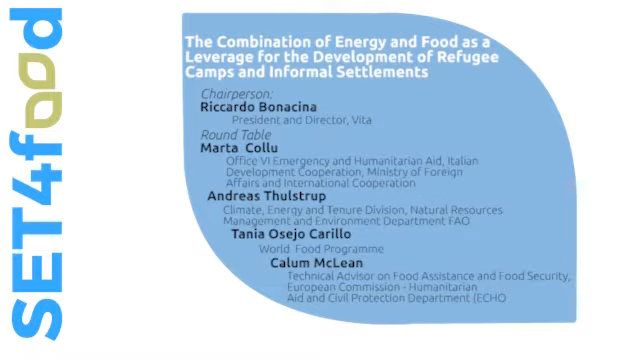 SET4food
The Combination of Energy and Food as a
Leverage for the Development of Refugee
Camps and Informal Settlements
Chairperson:
Riccardo Bonacina
President and Director, Vita
Round Table
Marta Collu
Office VI Emergency and Humanitarian Aid, Italian
Development Cooperation, Ministry of Foreign
Affairs and International Cooperation
Andreas Thulstrup
Climate, Energy and Tenure Division, Natural Resources
Management and Environment Department FAO
Tania Osejo Carillo
World Food Programme
Calum McLean
Technical Advisor on Food Assistance and Food Security,
European Commission - Humanitarian
Aid and Civil Protection Department (ECHO